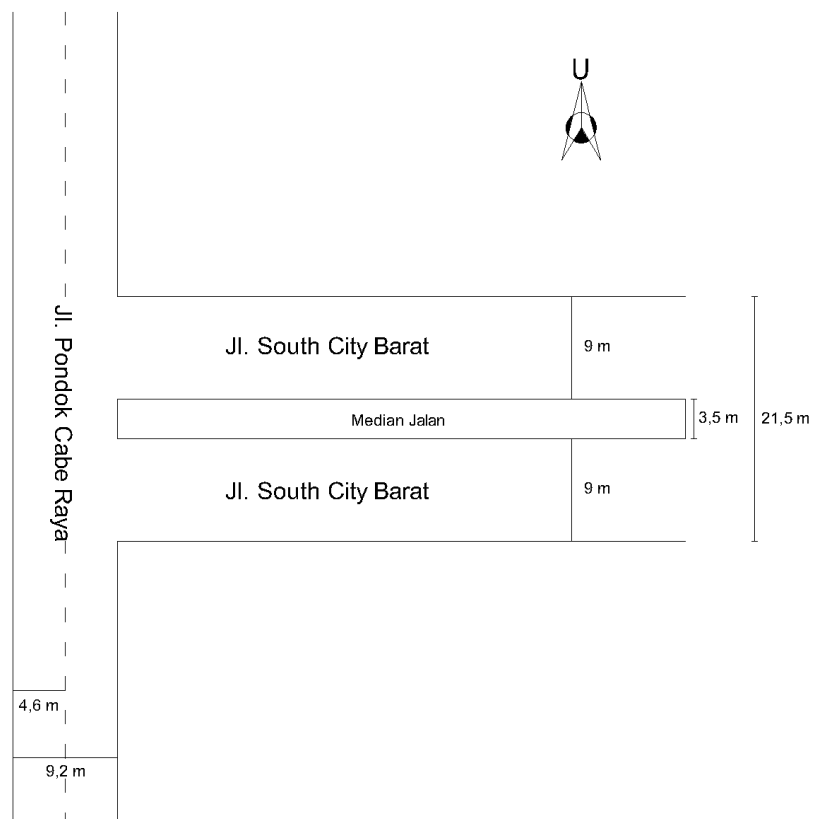 U
Jl. South City Barat
9 m
Jl. Pondok Cabe Raya
Median Jalan
3,5 m
21,5 m
Jl. South City Barat
9 m
4,6 m
9,2 m